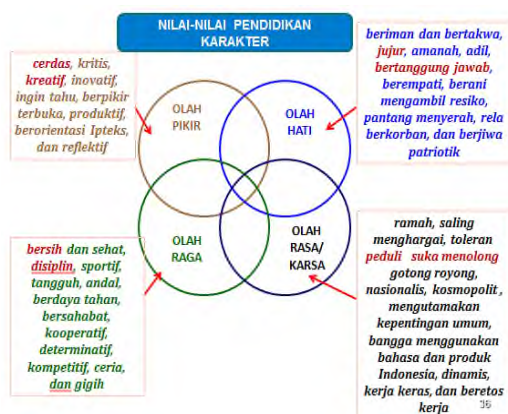 NILAI-NILAI PENDIDIKAN
KARAKTER
cerdas, kritis,
kreatif, inovatif,
ingin tahu, berpikir
terbuka, produktif,
berorientasi Ipteks,
dan reflektif
OLAH
PIKIR
OLAH
HATI
beriman dan bertakwa,
jujur, amanah, adil,
bertanggung jawab,
berempati, berani
mengambil resiko,
pantang menyerah, rela
berkorban, dan berjiwa
patriotik
bersih dan sehat,
disiplin, sportif,
tangguh, andal,
berdaya tahan,
bersahabat,
kooperatif,
determinatif,
kompetitif, ceria,
dan gigih
OLAH
RAGA
OLAH
RASA/
KARSA
ramah, saling
menghargai, toleran
peduli suka menolong
gotong royong,
nasionalis, kosmopolit,
mengutamakan
kepentingan umum,
bangga menggunakan
bahasa dan produk
Indonesia, dinamis,
kerja keras, dan beretos
kerja
36